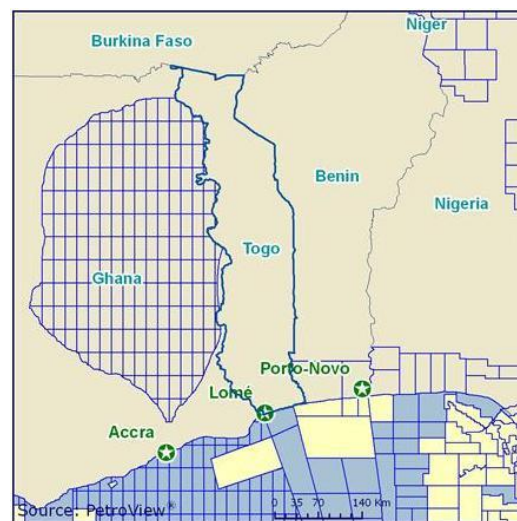 Burkina Faso
Niger
Benin
Nigeria
Togo
Ghana
Porto-Novo
Lomé
Accra
Source: PetroView®
0 35 70 140 Km